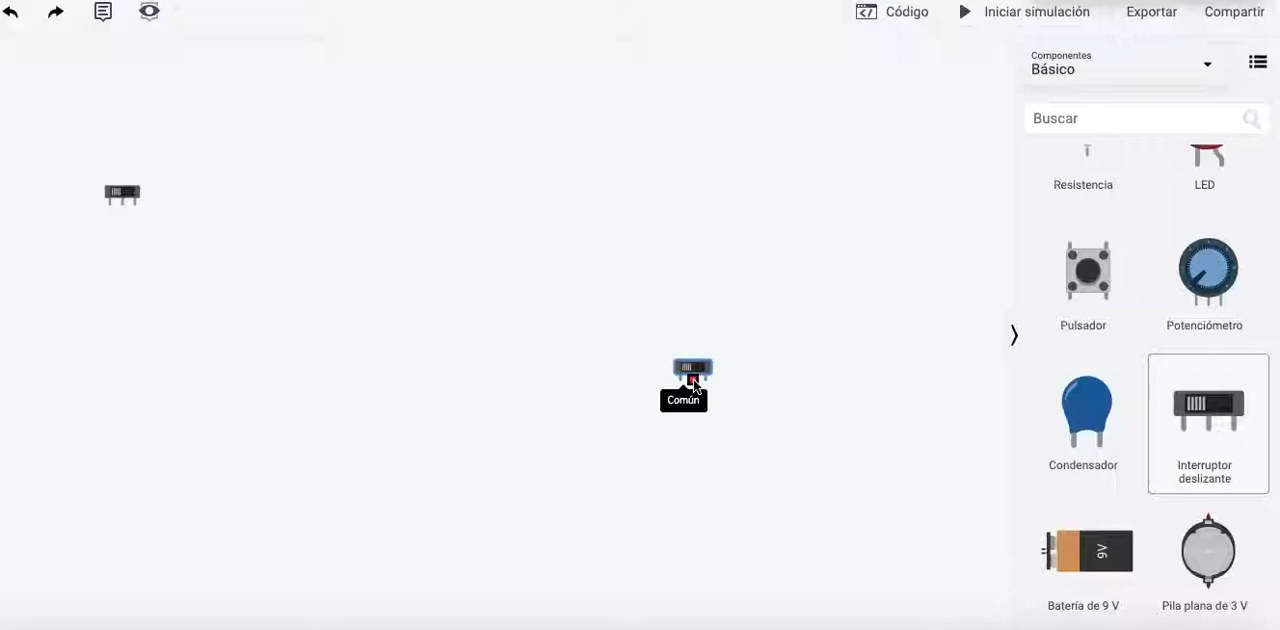 Código
Iniciar simulación
Exportar
Compartir
Componentes
Básico
Buscar
Resistencia
LED
Pulsador
Potenciómetro
Común
Condensador
Interruptor
deslizante
9V
Batería de 9 V
Pila plana de 3 V